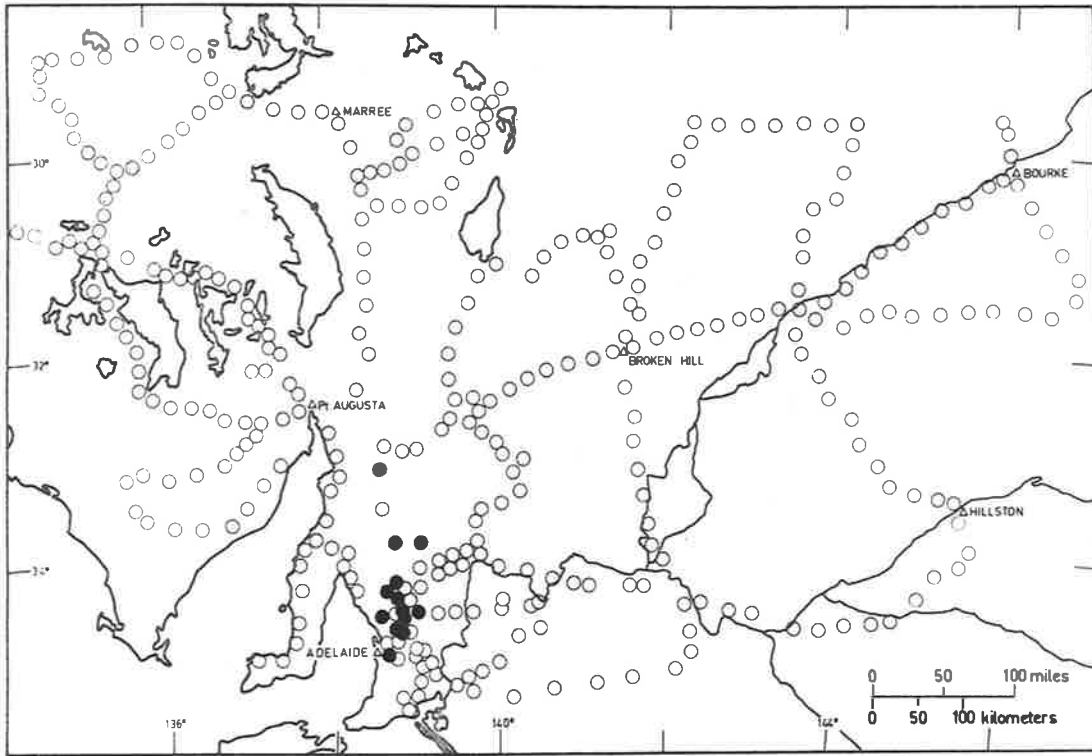 MARREE
30°
BOURKE
32°
BROKEN HILL
Pt AUGUSTA
HILLSTON
34°
ADELAIDE
0 50 100 miles
0 50 100 kilometers
136°
140°
144°